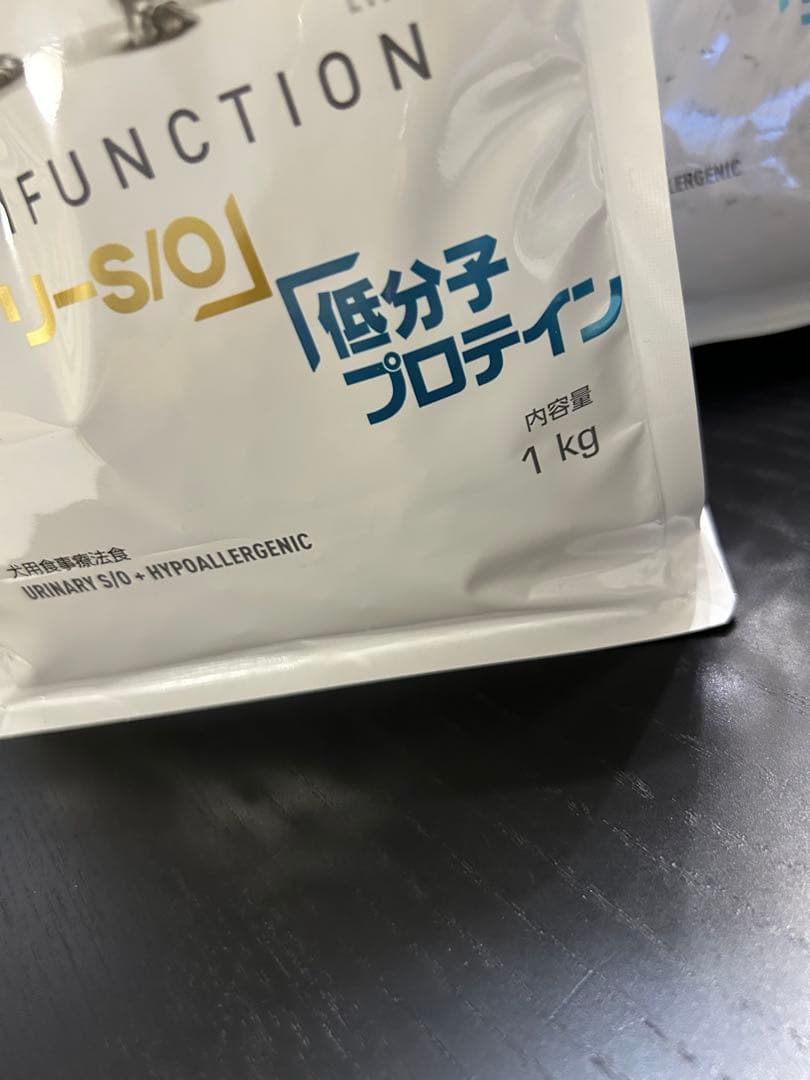 FUNCTION
リーS/O」
「低分子
プロテイン」
内容量
1 kg
犬用食事療法食
URINARY S/O + HYPOALLERGENIC
LERGENIC